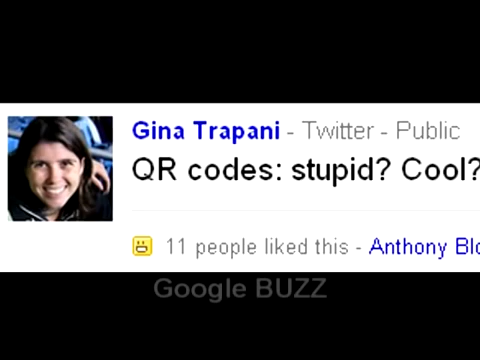 Gina Trapani - Twitter - Public
QR codes: stupid? Cool?
11 people liked this - Anthony
Google BUZZ